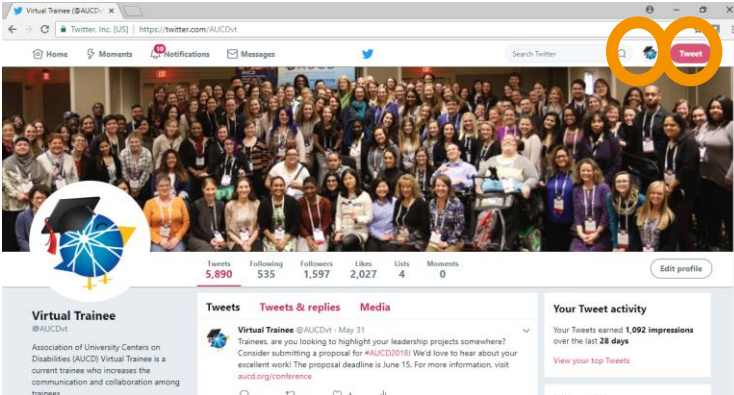 Virtual Trainee (@AUCDv
Twitter, Inc. [US] | https://twitter.com/AUCDvt
Home Moments 10 Notifications Messages Search Twitter Tweet
AUCD
Tweets Following Followers Likes Lists Moments
5,890 535 1,597 2,027 4 0
Edit profile
Virtual Trainee
@AUCDvt
Association of University Centers on
Disabilities (AUCD) Virtual Trainee is a
current trainee who increases the
communication and collaboration among
trainees
Tweets Tweets & replies Media
Virtual Trainee @AUCDvt · May 31
Trainees, are you looking to highlight your leadership projects somewhere?
Consider submitting a proposal for #AUCD2018! We'd love to hear about your
excellent work! The proposal deadline is June 15. For more information, visit
aucd.org/conference
Your Tweet activity
Your Tweets earned 1,092 impressions
over the last 28 days
View your top Tweets